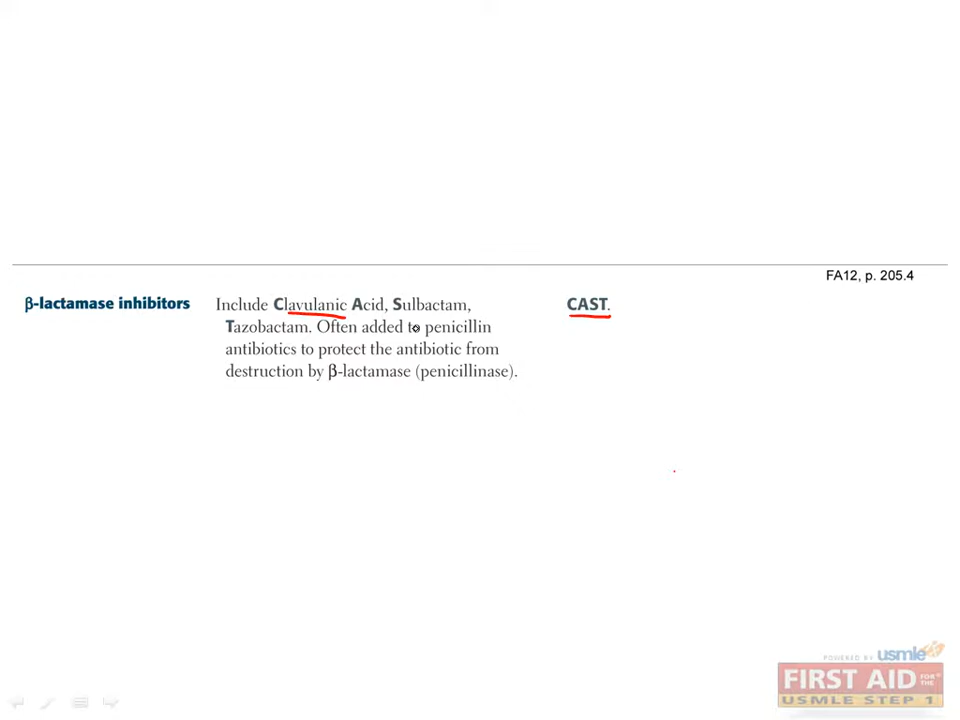 FA12, p. 205.4
β-lactamase inhibitors Include Clavulanic Acid, Sulbactam, CAST.
Tazobactam. Often added to penicillin
antibiotics to protect the antibiotic from
destruction by β-lactamase (penicillinase).
POWERED BY usmle
FIRST AID FOR THE
USMLE STEP 1